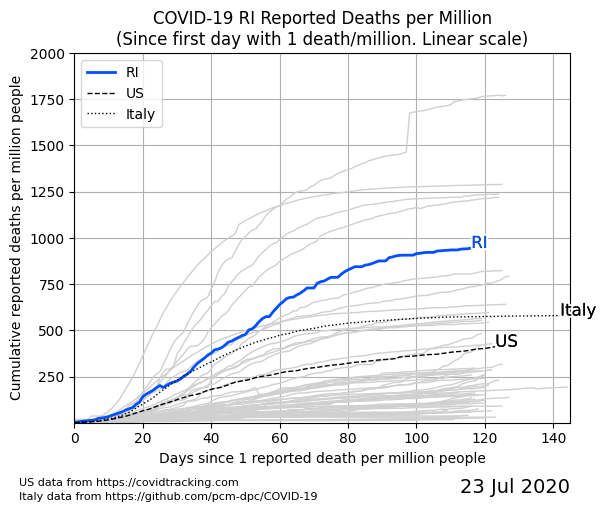 COVID-19 RI Reported Deaths per Million
(Since first day with 1 death/million. Linear scale)
Cumulative reported deaths per million people
2000
1750
1500
1250
1000
750
500
250
RI
US
Italy
RI
Italy
US
0 20 40 60 80 100 120 140
Days since 1 reported death per million people
US data from https://covidtracking.com
Italy data from https://github.com/pcm-dpc/COVID-19
23 Jul 2020